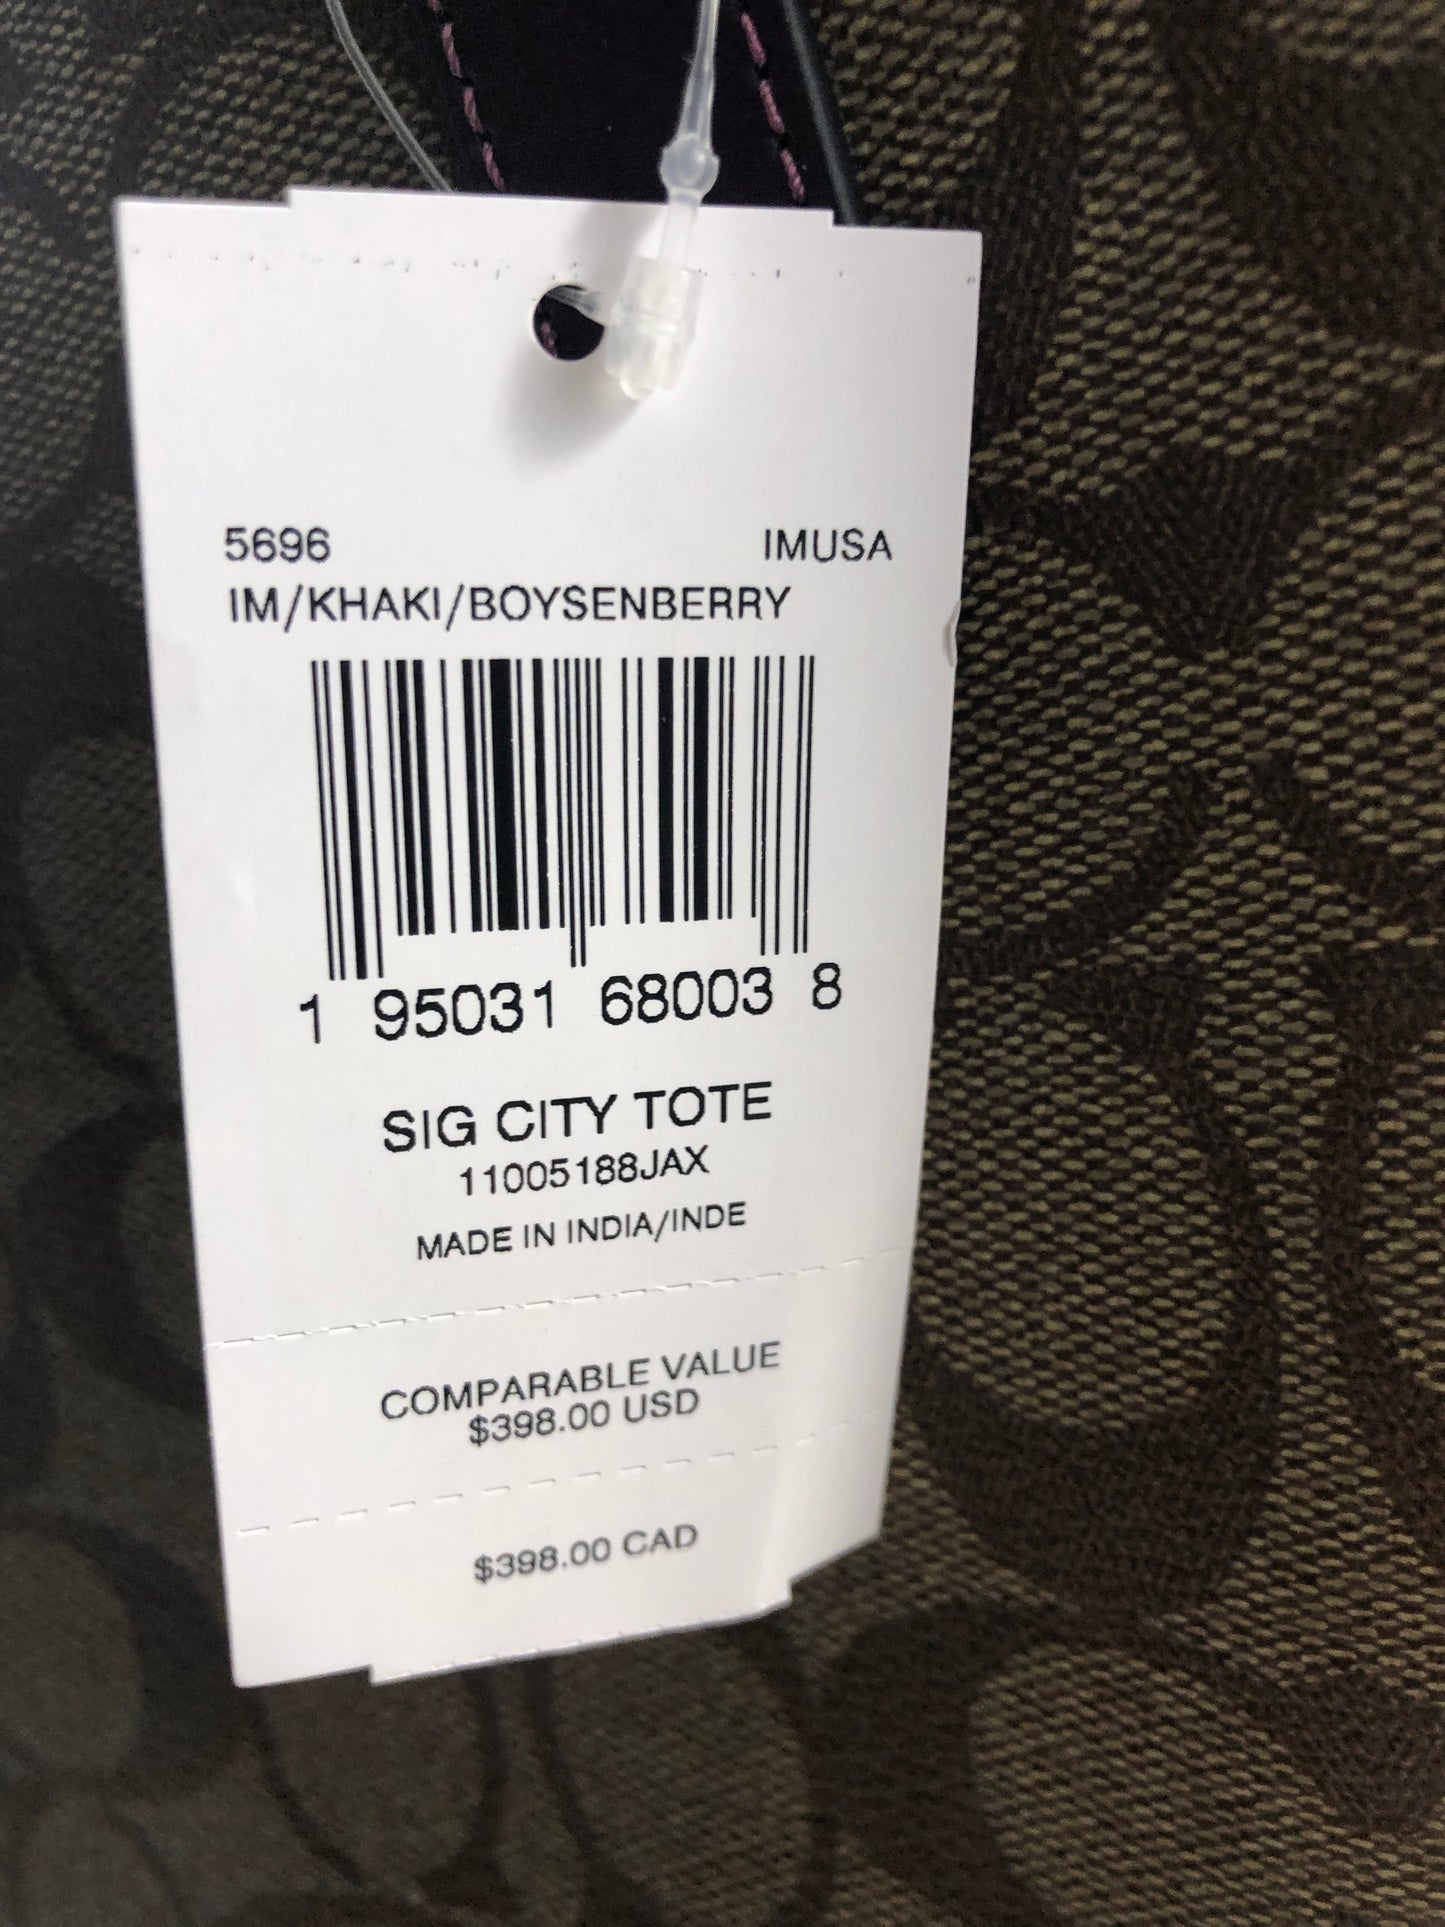 5696 IMUSA
IM/KHAKI/BOYSENBERRY
1 95031 68003 8
SIG CITY TOTE
11005188JAX
MADE IN INDIA/INDE
COMPARABLE VALUE
$398.00 USD
$398.00 CAD